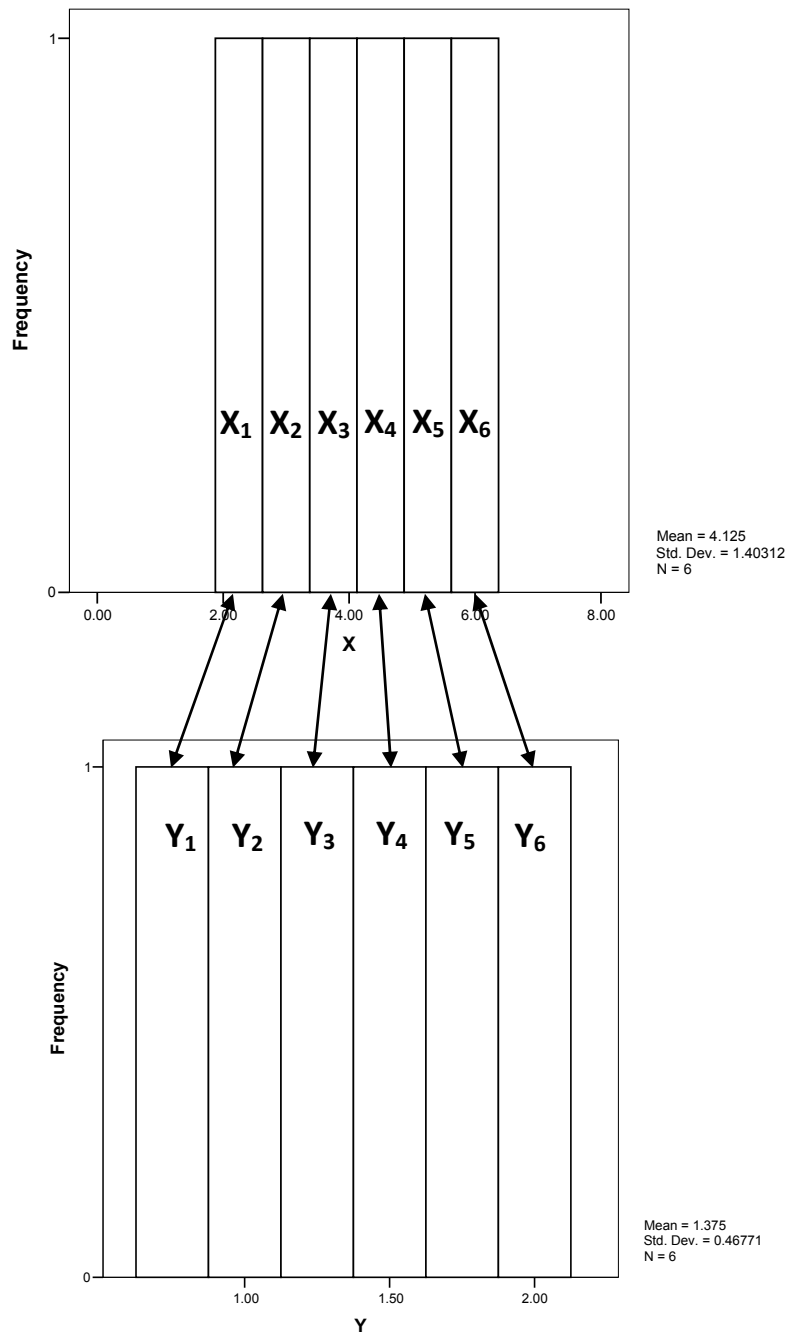 1
Frequency
X₁ X₂ X₃ X₄ X₅ X₆
Mean = 4.125
Std. Dev. = 1.40312
N = 6
0
0.00 2.00 4.00 6.00 8.00
X
1
Y₁ Y₂ Y₃ Y₄ Y₅ Y₆
Frequency
Mean = 1.375
Std. Dev. = 0.46771
N = 6
0
1.00 1.50 2.00
Y